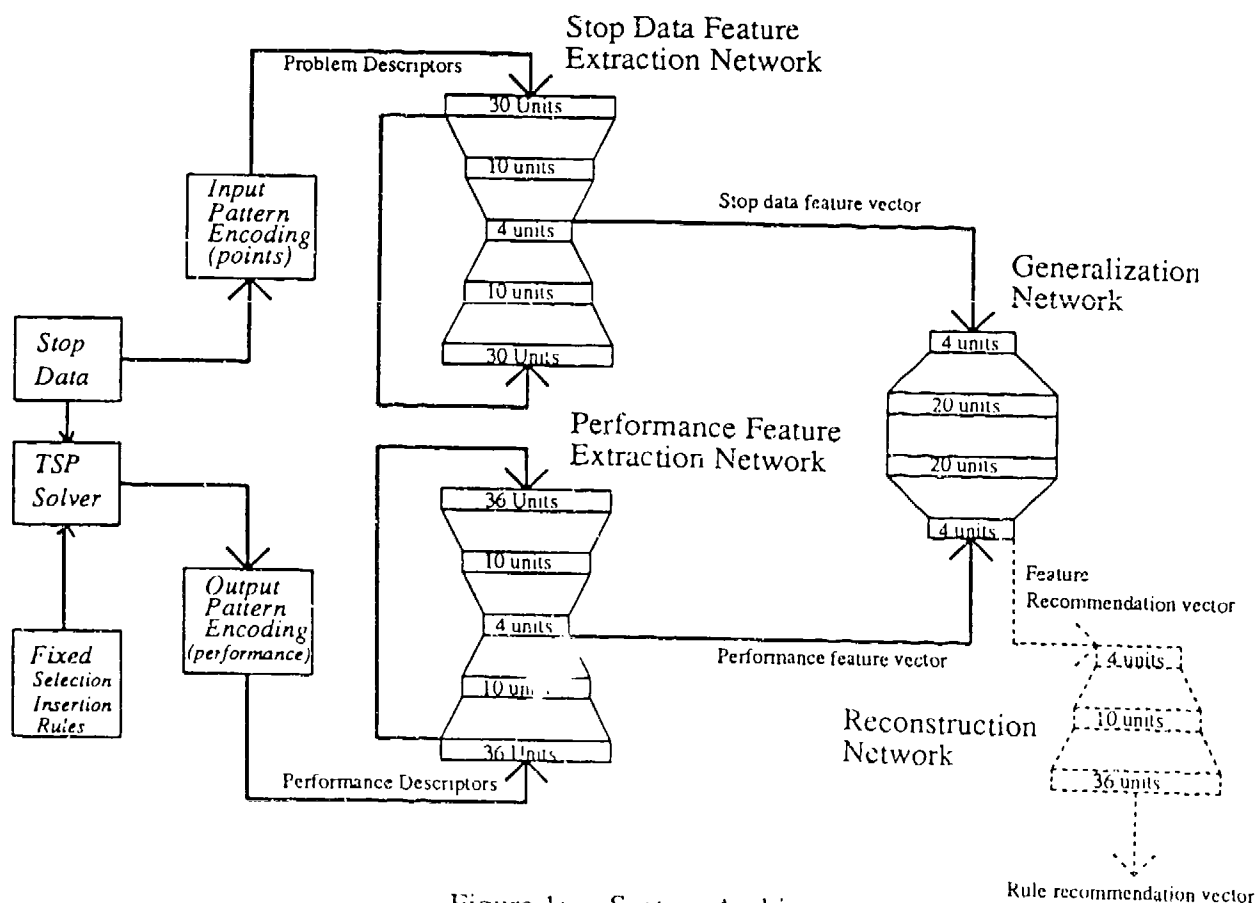 Stop Data Feature
Extraction Network
Problem Descriptors
30 Units
10 units
4 units
10 units
30 Units
Input
Pattern
Encoding
(points)
Stop data feature vector
Generalization
Network
4 units
20 units
20 units
4 units
Stop
Data
TSP
Solver
Fixed
Selection
Insertion
Rules
Output
Pattern
Encoding
(performance)
Performance Feature
Extraction Network
36 Units
10 units
4 units
10
36 Units
Performance feature vector
Performance Descriptors
Feature
Recommendation vector
Reconstruction
Network
4 units
10 units
36 units
Rule recommendation vector
Figure 1: System